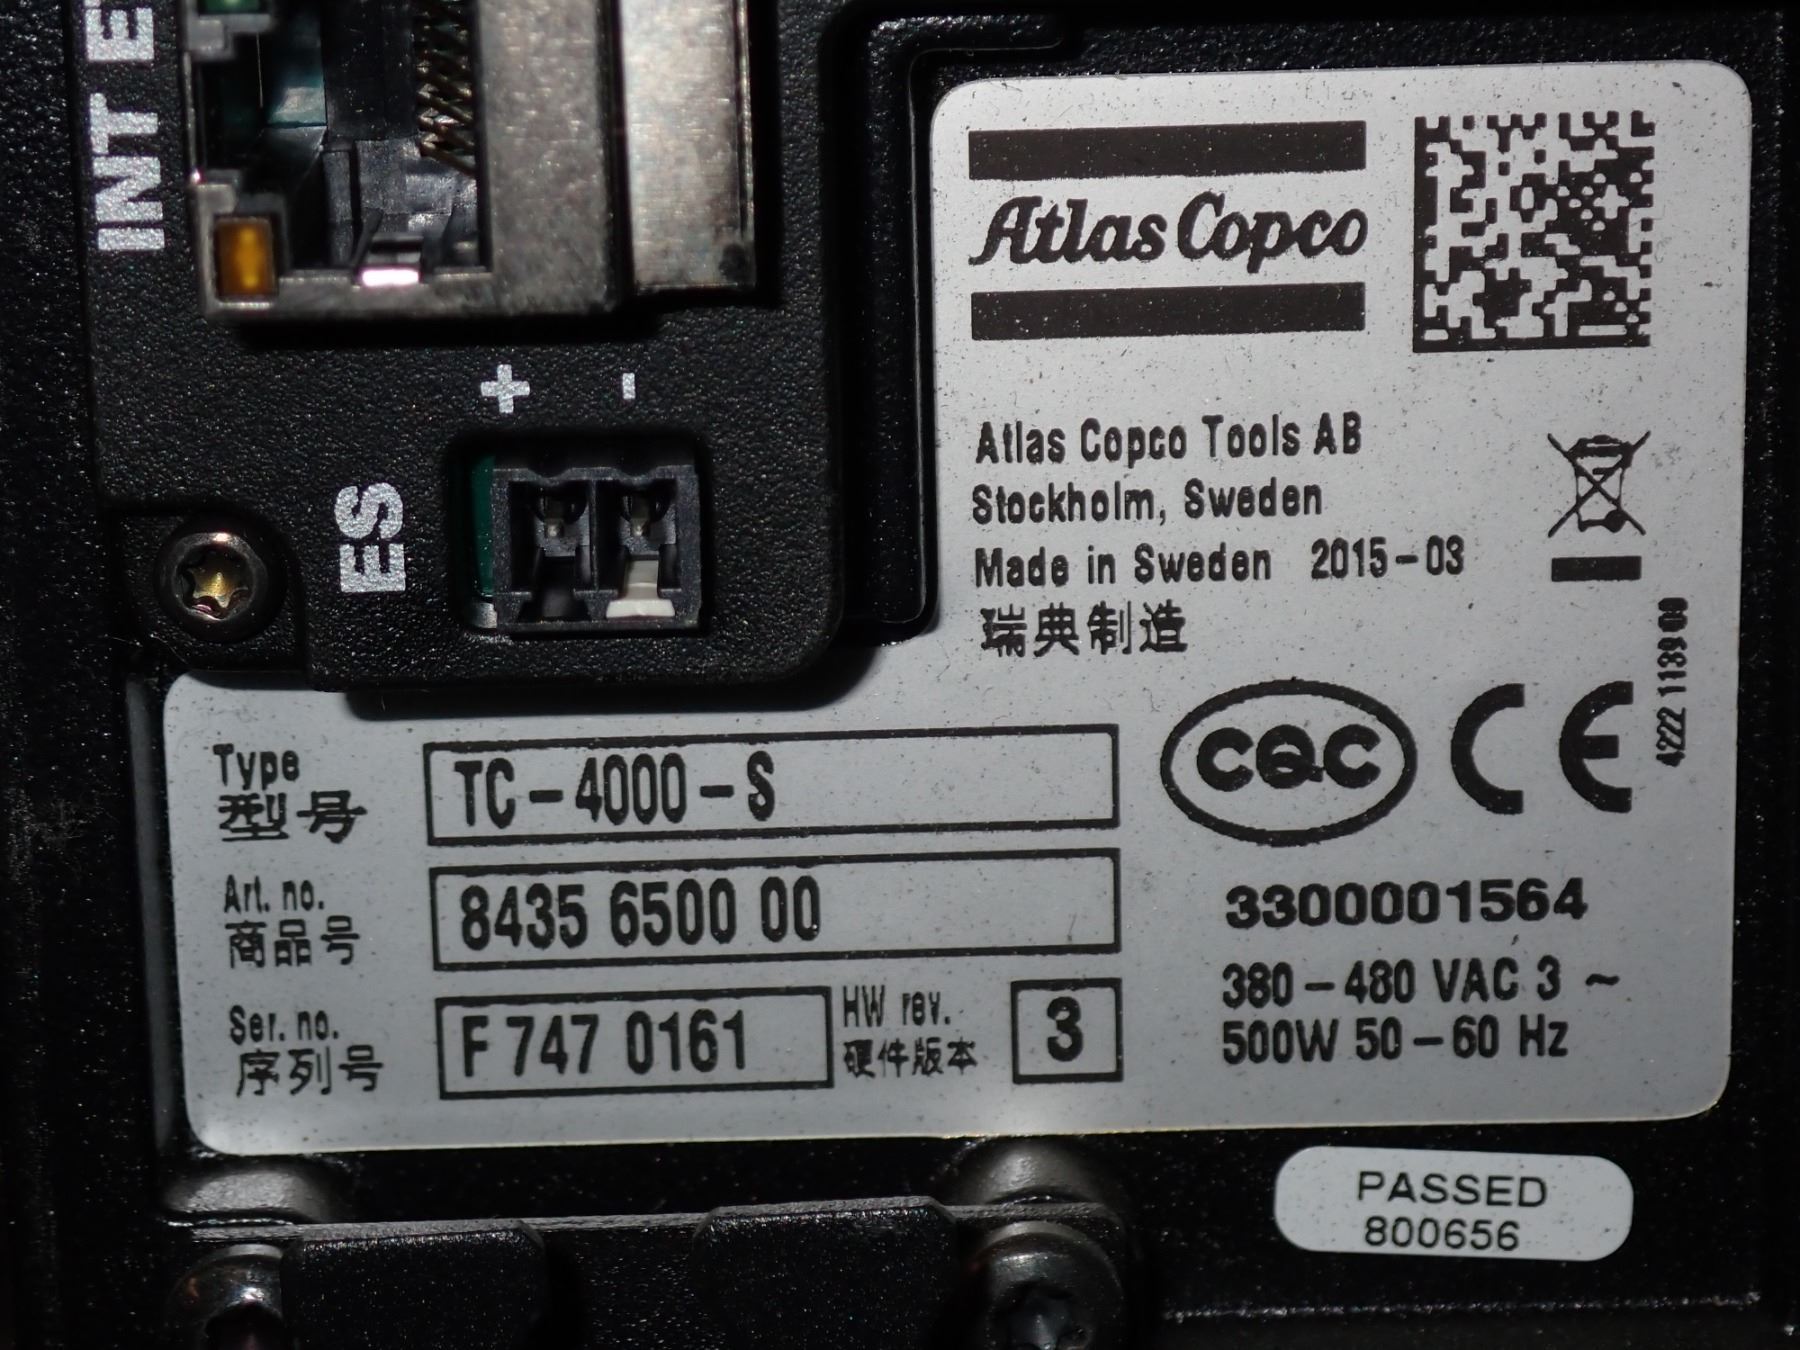 INT E
+ -
ES
Atlas Copco
Atlas Copco Tools AB
Stockholm, Sweden
Made in Sweden 2015-03
瑞典制造
4222 1139 00
Type
型号
TC-4000-S
CQC CE
Art. no.
商品号
8435 6500 00
3300001564
Ser. no.
序列号
F 747 0161
HW rev.
硬件版本
3
380-480 VAC 3 ~
500W 50-60 Hz
PASSED
800656